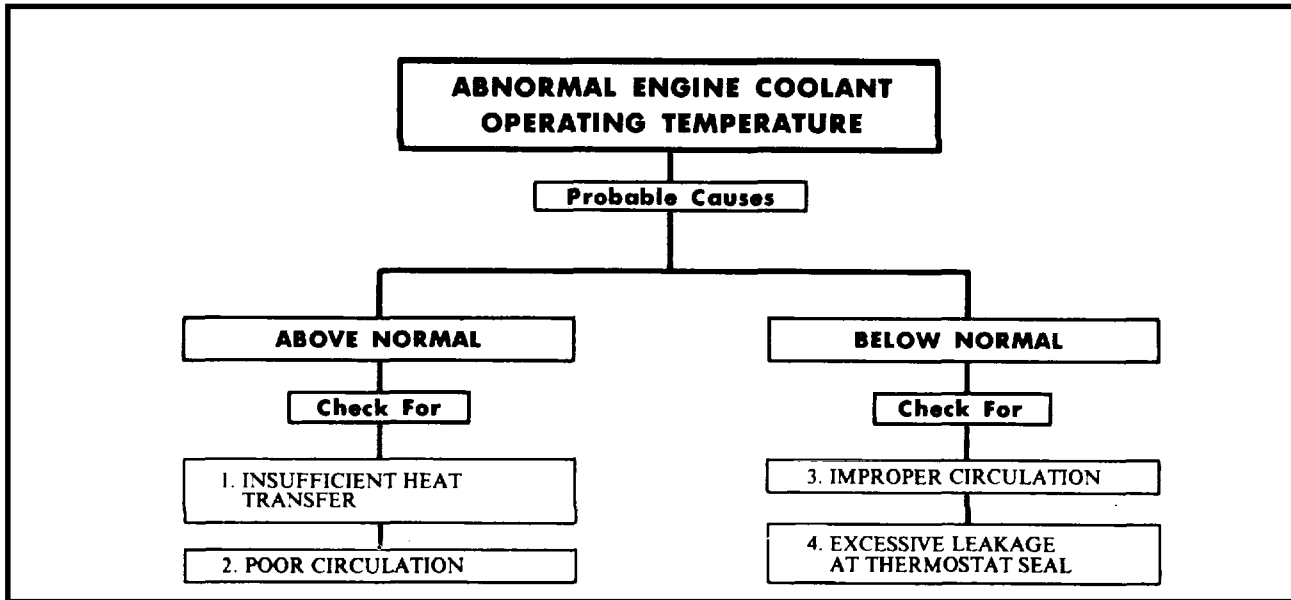 ABNORMAL ENGINE COOLANT
OPERATING TEMPERATURE
Probable Causes
ABOVE NORMAL
Check For
1. INSUFFICIENT HEAT
TRANSFER
2. POOR CIRCULATION
BELOW NORMAL
Check For
3. IMPROPER CIRCULATION
4. EXCESSIVE LEAKAGE
AT THERMOSTAT SEAL